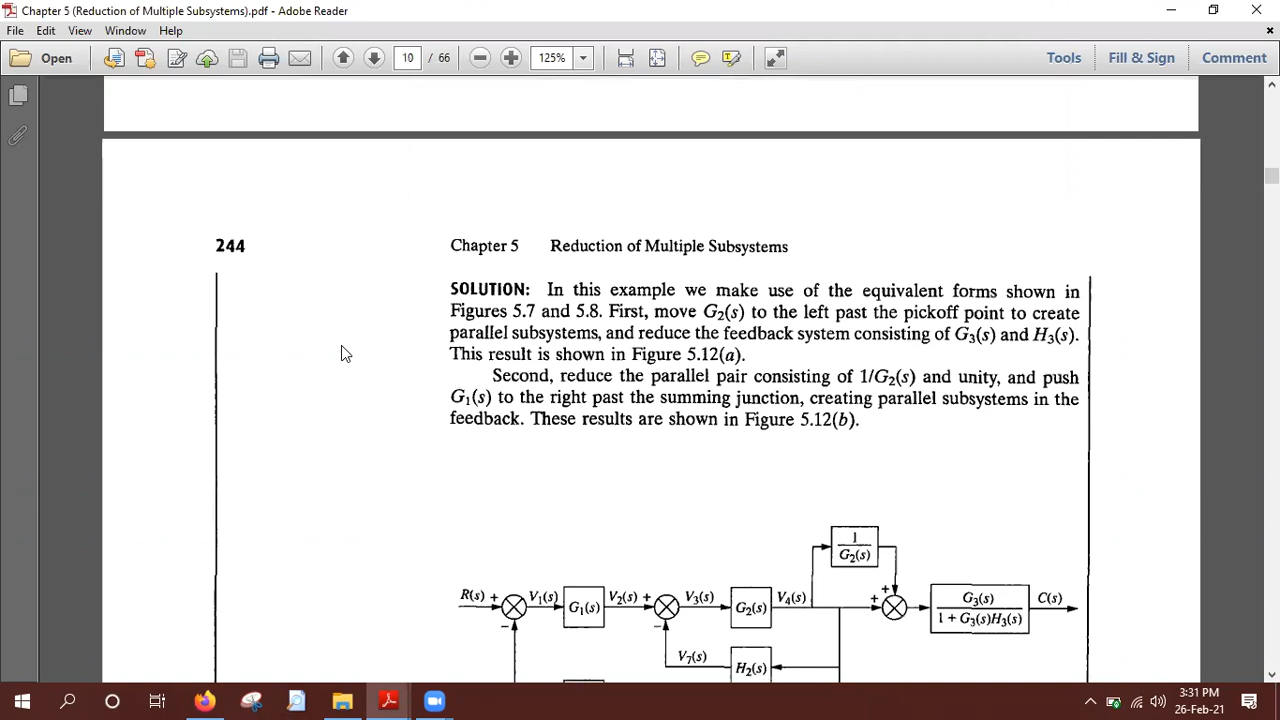 Chapter 5 (Reduction of Multiple Subsystems).pdf - Adobe Reader
File Edit View Window Help
Open 10 / 66 125% Tools Fill & Sign Comment
244 Chapter 5 Reduction of Multiple Subsystems
SOLUTION: In this example we make use of the equivalent forms shown in
Figures 5.7 and 5.8. First, move G₂(s) to the left past the pickoff point to create
parallel subsystems, and reduce the feedback system consisting of G₃(s) and H₃(s).
This result is shown in Figure 5.12(a).
Second, reduce the parallel pair consisting of 1/G₂(s) and unity, and push
G₁(s) to the right past the summing junction, creating parallel subsystems in the
feedback. These results are shown in Figure 5.12(b).
1
G₂(s)
R(s) + V₁(s) G₁(s) V₂(s) + V₃(s) G₂(s) V₄(s) + + G₃(s) C(s)
1 + G₃(s)H₃(s)
− −
V₇(s) H₂(s)
3:31 PM
26-Feb-21